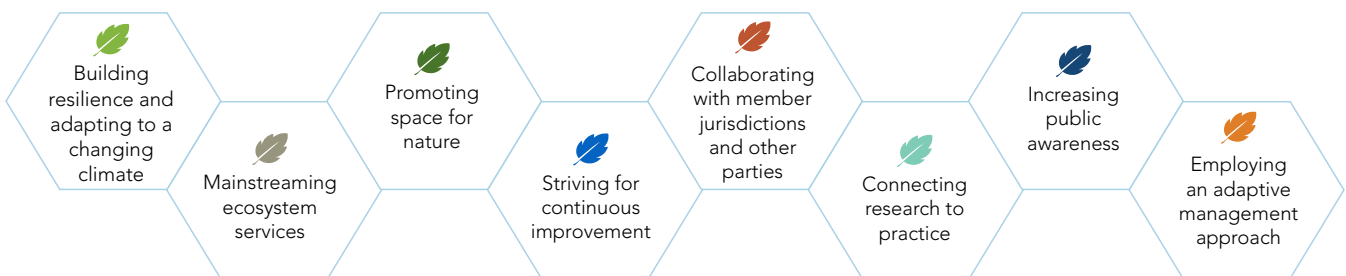 Building
resilience and
adapting to a
changing
climate
Mainstreaming
ecosystem
services
Promoting
space for
nature
Striving for
continuous
improvement
Collaborating
with member
jurisdictions
and other
parties
Connecting
research to
practice
Increasing
public
awareness
Employing
an adaptive
management
approach